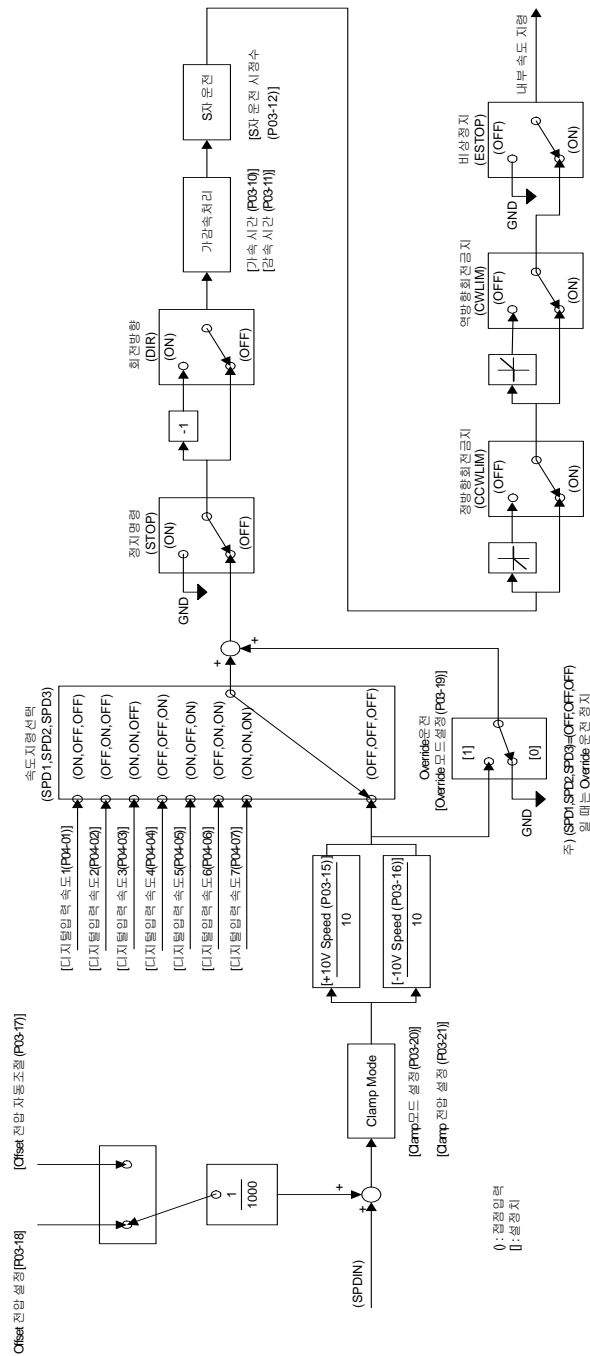 Offset 전압 설정[P03-18]
[Offset 전압 자동조절 (P03-17)]
1
1000
(SPDIN)
+
+
Clamp Mode
[Clamp모드 설정(P03-20)]
[Clamp 전압 설정 (P03-21)]
() : 접점입력
[] : 설정치
[+10V Speed (P03-15)]
10
[-10V Speed (P03-16)]
10
[디지탈입력 속도1(P04-01)]
[디지탈입력 속도2(P04-02)]
[디지탈입력 속도3(P04-03)]
[디지탈입력 속도4(P04-04)]
[디지탈입력 속도5(P04-05)]
[디지탈입력 속도6(P04-06)]
[디지탈입력 속도7(P04-07)]
속도지령선택
(SPD1,SPD2,SPD3)
(ON,OFF,OFF)
(OFF,ON,OFF)
(ON,ON,OFF)
(OFF,OFF,ON)
(ON,OFF,ON)
(OFF,ON,ON)
(ON,ON,ON)
(OFF,OFF,OFF)
Override운전
[Override 모드설정(P03-19)]
[1]
[0]
GND
주) (SPD1,SPD2,SPD3)=(OFF,OFF,OFF)
일 때는 Override 운전 정지
+
+
정지명령
(STOP)
(ON)
(OFF)
GND
-1
회전방향
(DIR)
(ON)
(OFF)
가감속처리
[가속 시간 (P03-10)]
[감속 시간 (P03-11)]
S자 운전
[S자 운전 시정수
(P03-12)]
정방향회전금지
(CCWLIM)
(OFF)
(ON)
역방향회전금지
(CWLIM)
(OFF)
(ON)
비상정지
(ESTOP)
(OFF)
(ON)
GND
내부 속도 지령